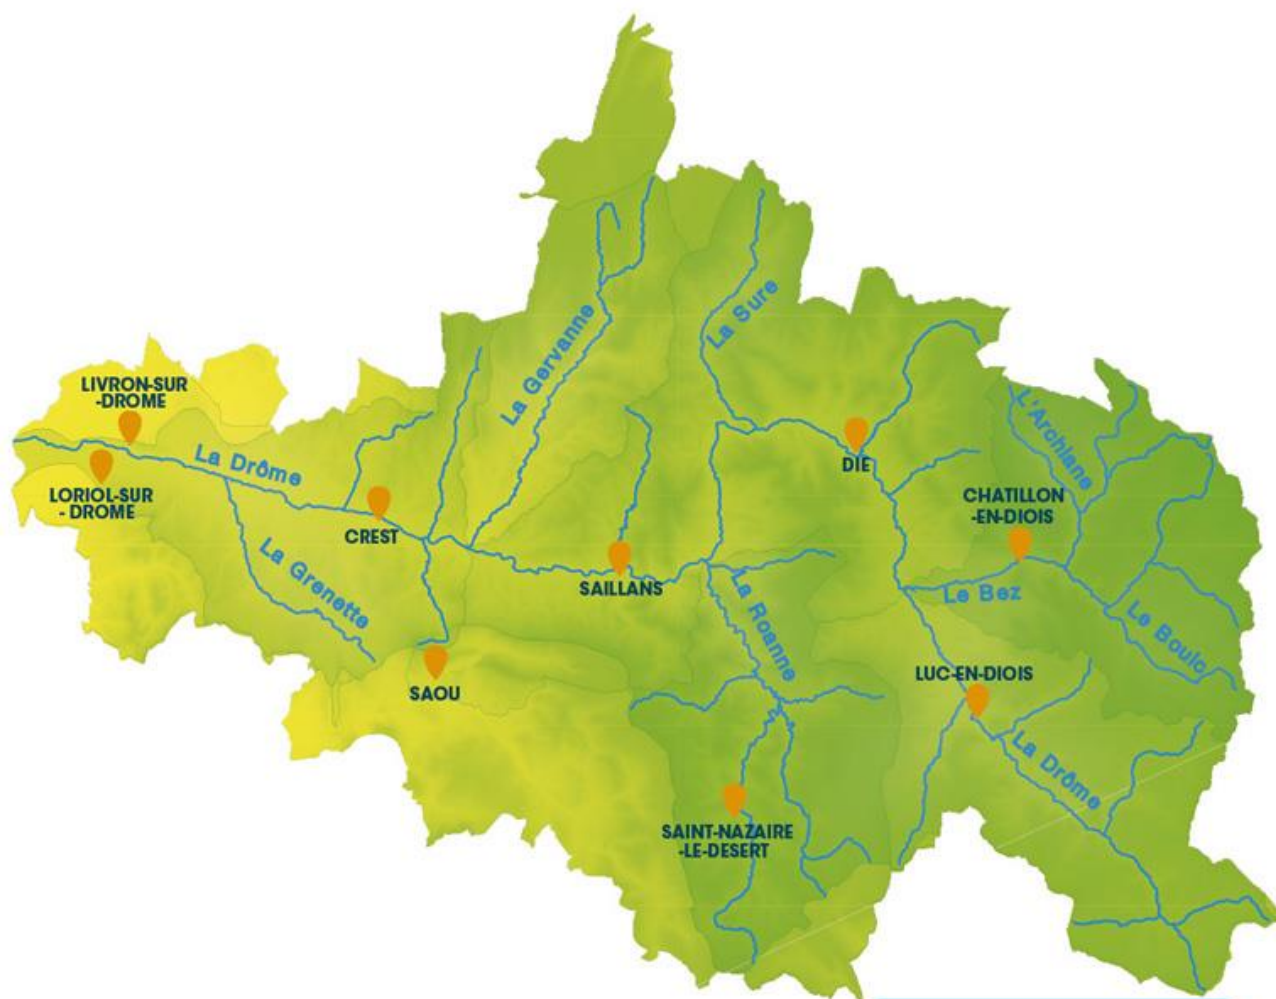 La Gervanne
La Sure
LIVRON-SUR
-DROME
La Drôme
LORIOL-SUR
- DROME
CREST
La Grenette
SAOU
SAILLANS
DIE
L'Archiane
CHATILLON
-EN-DIOIS
Le Bez
Le Boulc
La Roanne
LUC-EN-DIOIS
La Drôme
SAINT-NAZAIRE
-LE-DESERT